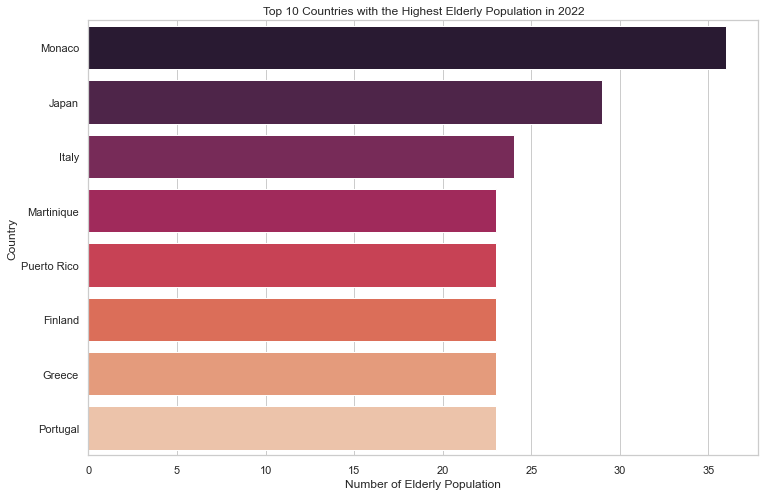 Top 10 Countries with the Highest Elderly Population in 2022
Country
Monaco
Japan
Italy
Martinique
Puerto Rico
Finland
Greece
Portugal
0 5 10 15 20 25 30 35
Number of Elderly Population